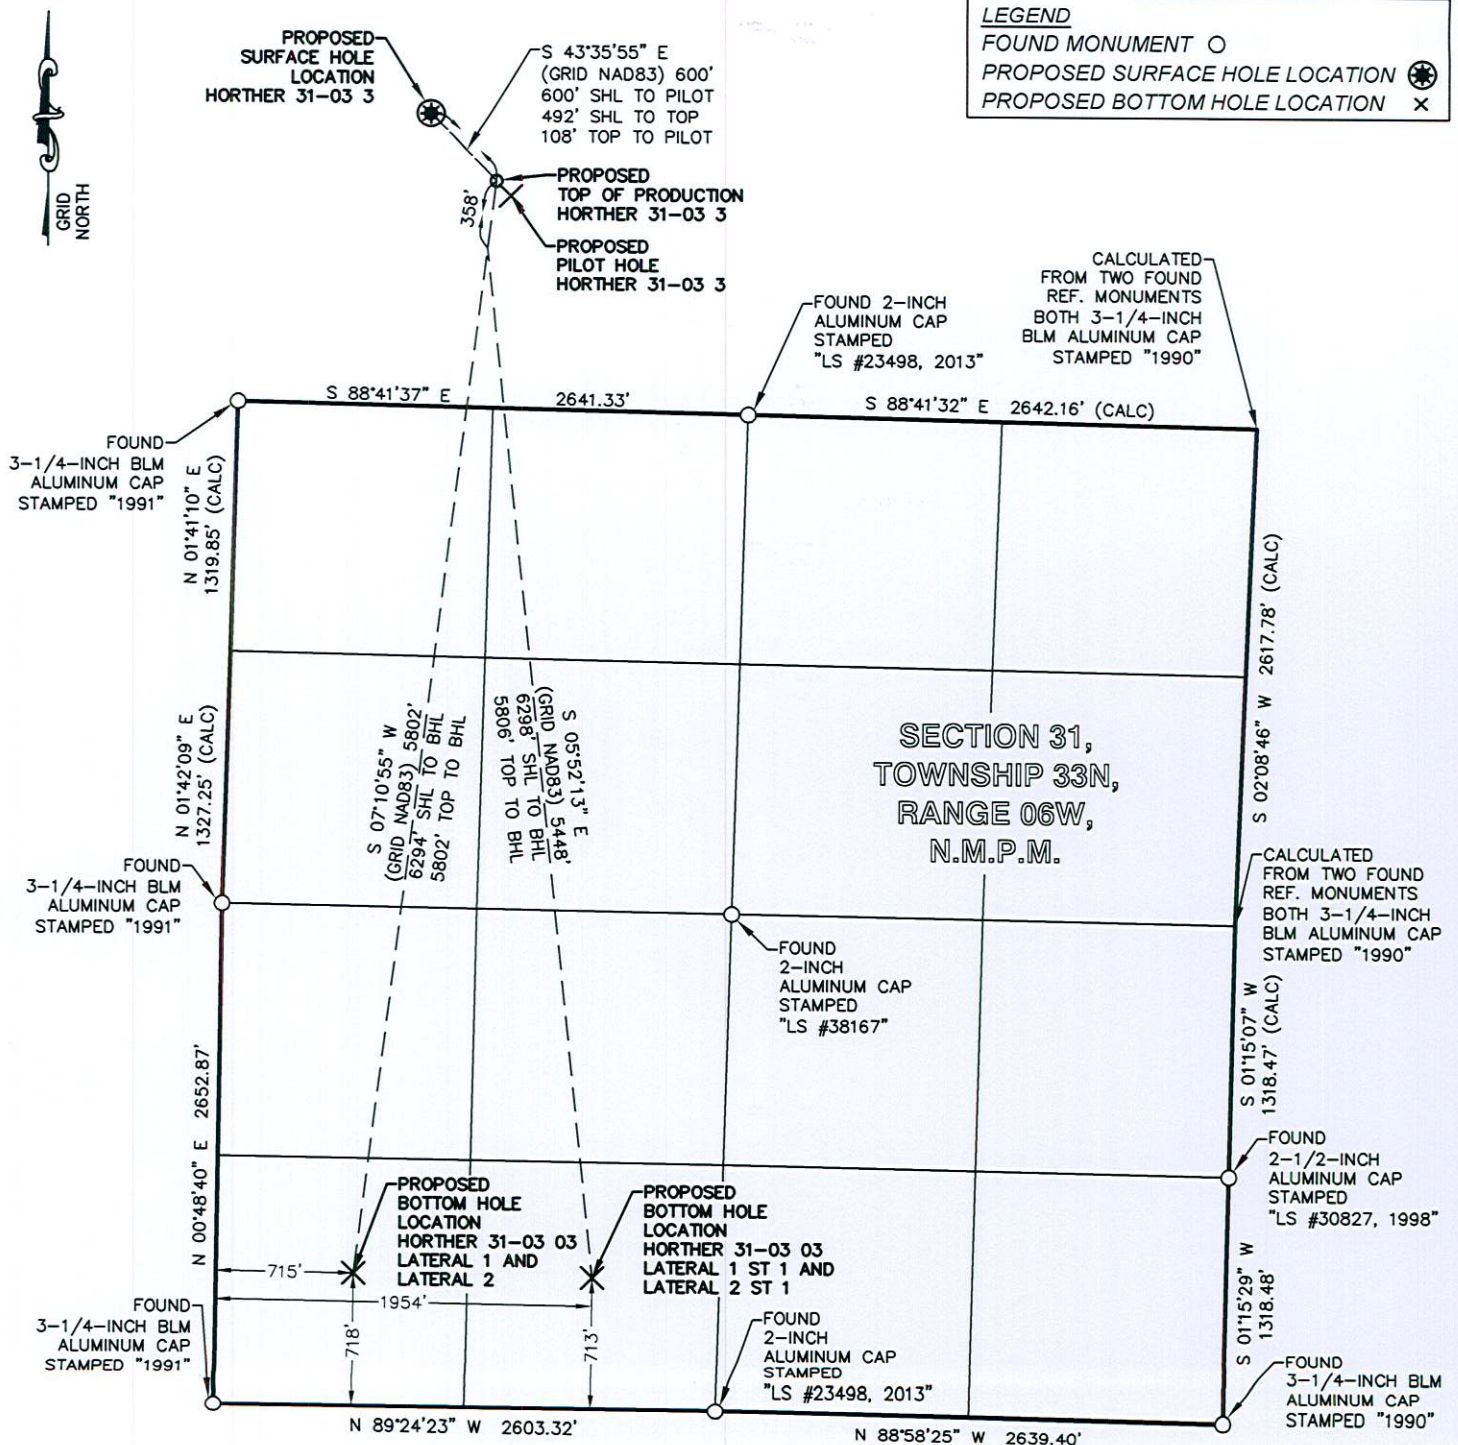 LEGEND
FOUND MONUMENT
PROPOSED SURFACE HOLE LOCATION
PROPOSED BOTTOM HOLE LOCATION
GRID
NORTH
PROPOSED
SURFACE HOLE
LOCATION
HORTHER 31-03 3
S 43°35'55" E
(GRID NAD83) 600'
600' SHL TO PILOT
492' SHL TO TOP
108' TOP TO PILOT
PROPOSED
TOP OF PRODUCTION
HORTHER 31-03 3
358'
PROPOSED
PILOT HOLE
HORTHER 31-03 3
CALCULATED
FROM TWO FOUND
REF. MONUMENTS
BOTH 3-1/4-INCH
BLM ALUMINUM CAP
STAMPED "1990"
FOUND 2-INCH
ALUMINUM CAP
STAMPED
"LS #23498, 2013"
S 88°41'37" E 2641.33'
S 88°41'32" E 2642.16' (CALC)
FOUND
3-1/4-INCH BLM
ALUMINUM CAP
STAMPED "1991"
N 01°41'10" E
1319.85' (CALC)
S 02°08'46" W 2617.78' (CALC)
N 01°42'09" E
1327.25' (CALC)
S 07°10'55" W
(GRID NAD83) 5802'
6294' SHL TO BHL
5802' TOP TO BHL
S 05°52'13" E
(GRID NAD83) 5448'
6298' SHL TO BHL
5806' TOP TO BHL
SECTION 31,
TOWNSHIP 33N,
RANGE 06W,
N.M.P.M.
FOUND
3-1/4-INCH BLM
ALUMINUM CAP
STAMPED "1991"
CALCULATED
FROM TWO FOUND
REF. MONUMENTS
BOTH 3-1/4-INCH
BLM ALUMINUM CAP
STAMPED "1990"
FOUND
2-INCH
ALUMINUM CAP
STAMPED
"LS #38167"
S 01°15'07" W
1318.47' (CALC)
N 00°48'40" E 2652.87'
FOUND
2-1/2-INCH
ALUMINUM CAP
STAMPED
"LS #30827, 1998"
PROPOSED
BOTTOM HOLE
LOCATION
HORTHER 31-03 03
LATERAL 1 AND
LATERAL 2
PROPOSED
BOTTOM HOLE
LOCATION
HORTHER 31-03 03
LATERAL 1 ST 1 AND
LATERAL 2 ST 1
715'
1954'
718'
713'
S 01°15'29" W
1318.48'
FOUND
3-1/4-INCH BLM
ALUMINUM CAP
STAMPED "1991"
FOUND
2-INCH
ALUMINUM CAP
STAMPED
"LS #23498, 2013"
FOUND
3-1/4-INCH BLM
ALUMINUM CAP
STAMPED "1990"
N 89°24'23" W 2603.32'
N 88°58'25" W 2639.40'